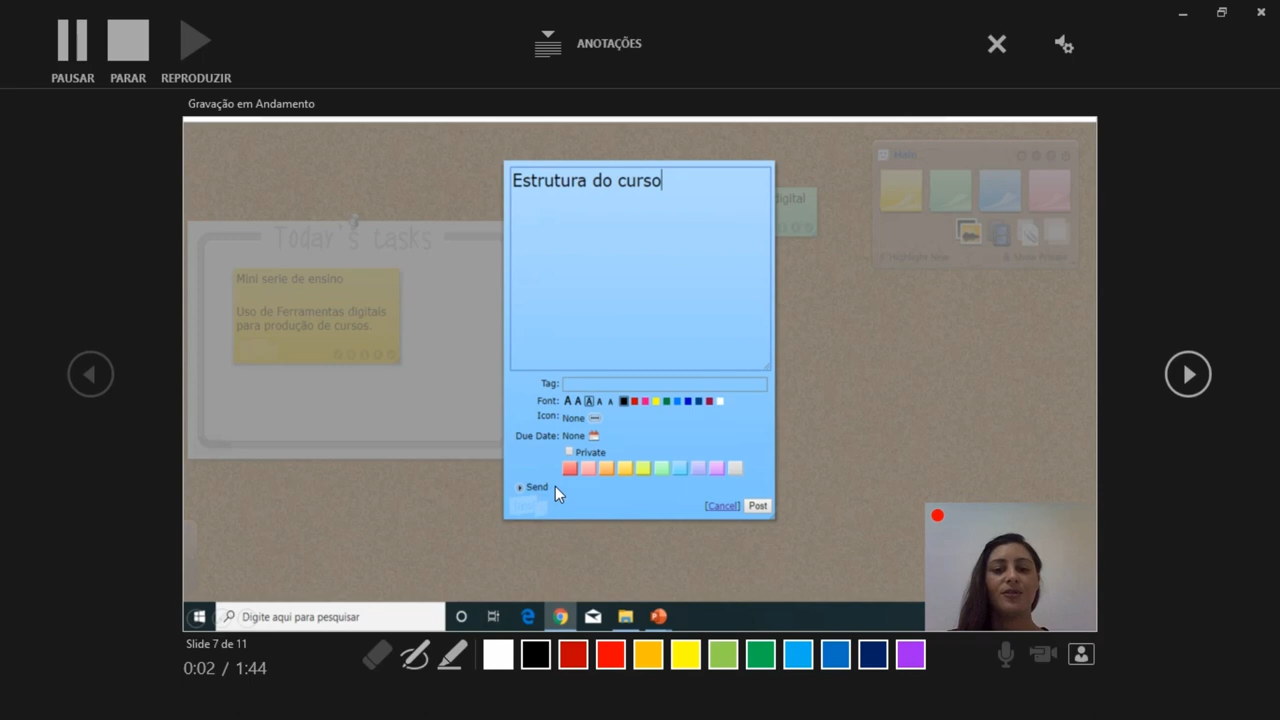 PAUSAR
PARAR
REPRODUZIR
ANOTAÇÕES
Gravação em Andamento
Today's tasks
Mini serie de ensino
Uso de Ferramentas digitais
para produção de cursos.
Estrutura do curso
Tag:
Font: A A A A A
Icon: None
Due Date: None
Private
Send
[Cancel] Post
digital
Main
Digite aqui para pesquisar
Slide 7 de 11
0:02 / 1:44